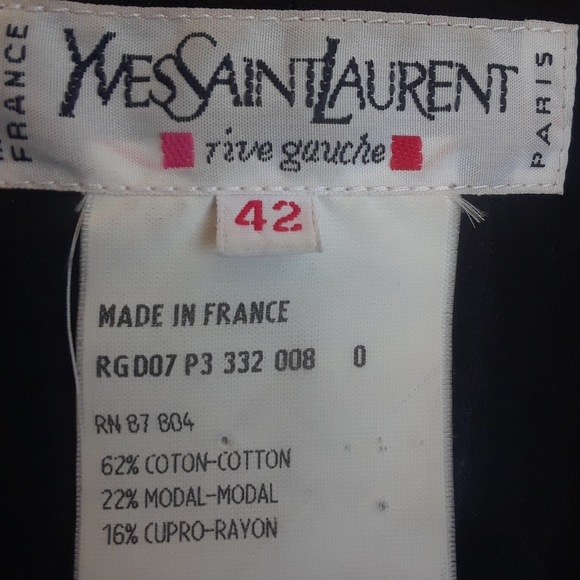 FRANCE
YVES SAINT LAURENT
PARIS
rive gauche
42
MADE IN FRANCE
RGD07 P3 332 008 0
RN 87 804
62% COTON-COTTON
22% MODAL-MODAL
16% CUPRO-RAYON